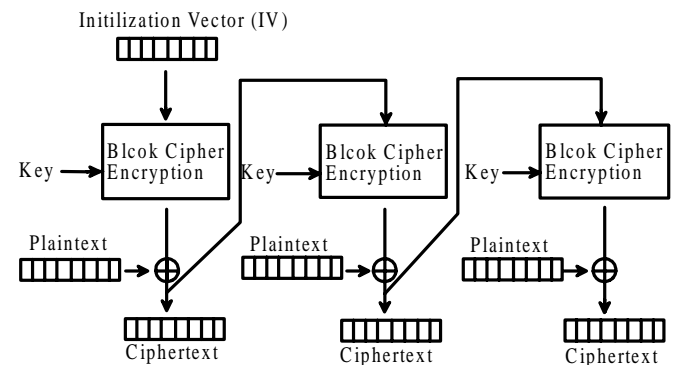 Initilization Vector (IV)
Key
Blcok Cipher
Encryption
Key
Blcok Cipher
Encryption
Key
Blcok Cipher
Encryption
Plaintext
Plaintext
Plaintext
Ciphertext
Ciphertext
Ciphertext